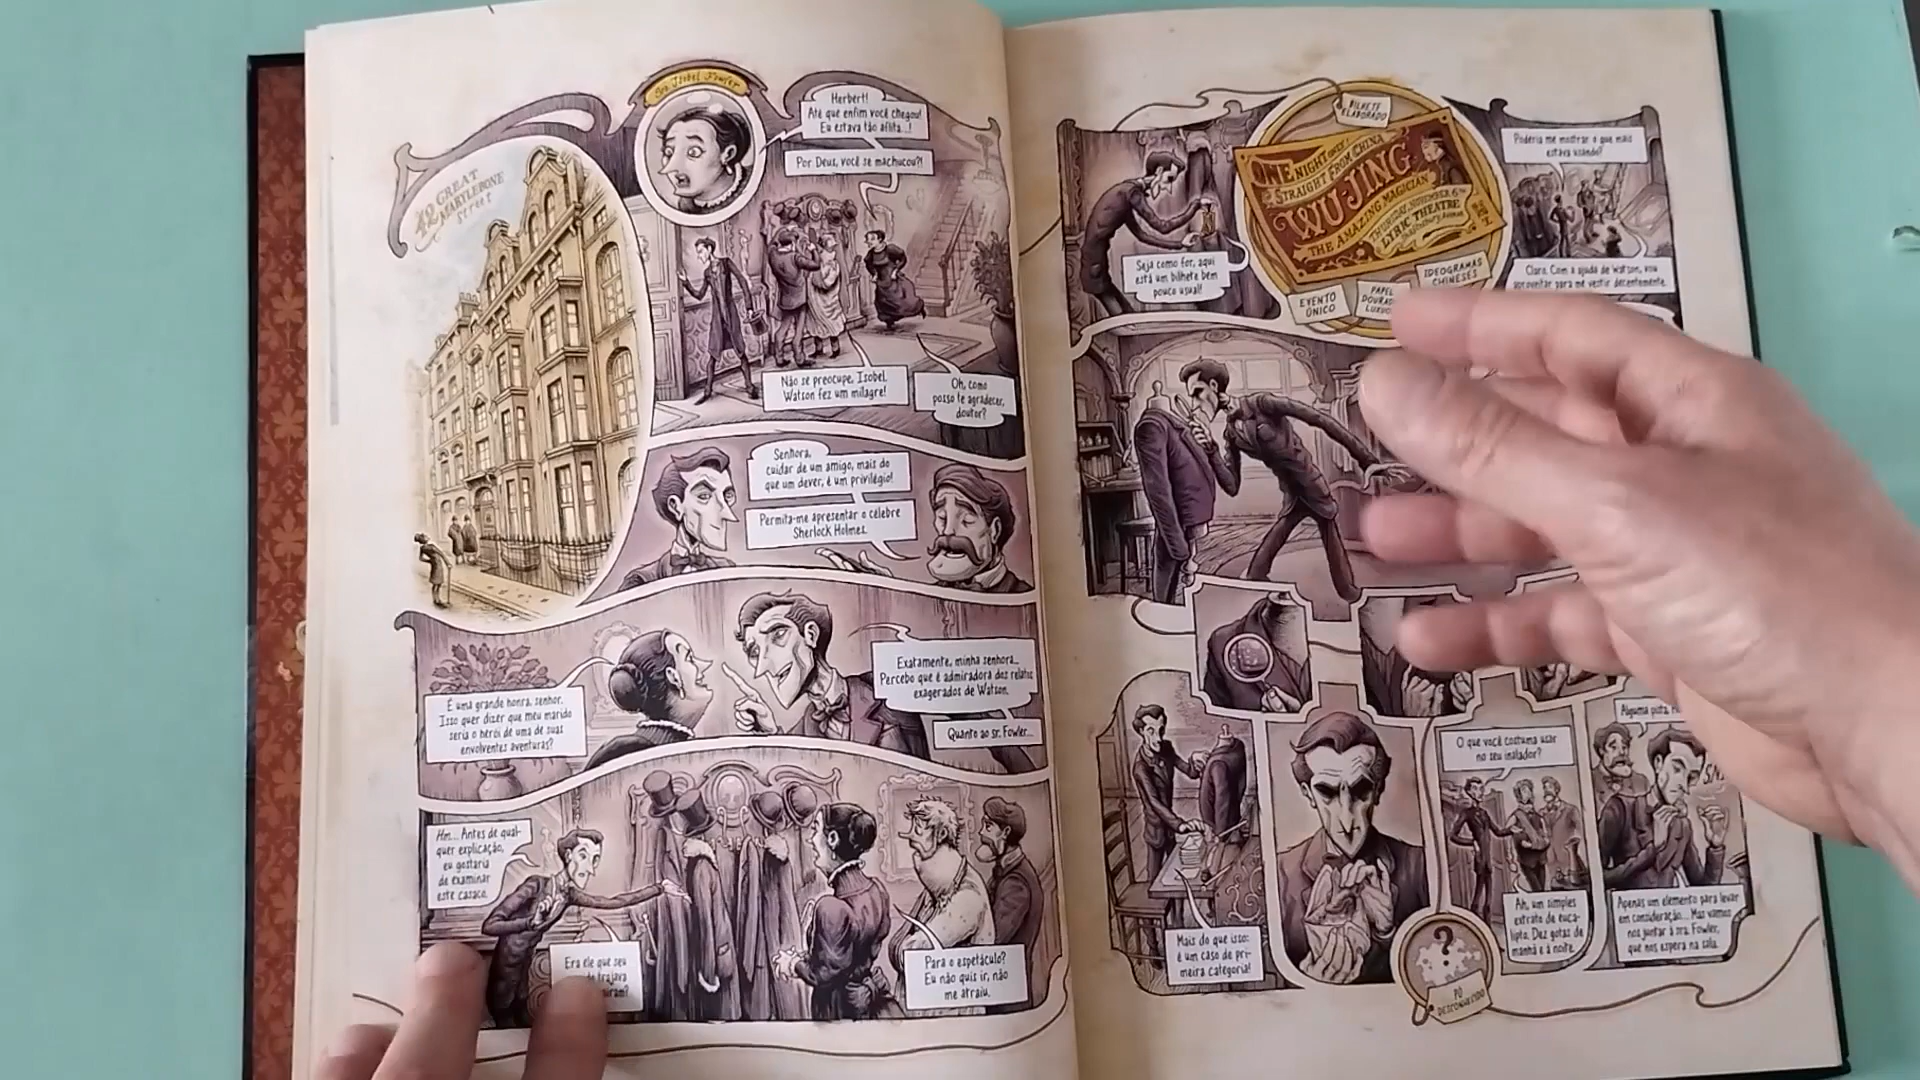 Sra. Isobel Fowler
Herbert!
Até que enfim você chegou!
Eu estava tão aflita...!
Por Deus, você se machucou?!
42 GREAT
MARYLEBONE
Street
Não se preocupe, Isobel.
Watson fez um milagre!
Oh, como
posso te agradecer,
doutor?
Senhora,
cuidar de um amigo, mais do
que um dever, é um privilégio!
Permita-me apresentar o célebre
Sherlock Holmes.
É uma grande honra, senhor.
Isso quer dizer que meu marido
seria o herói de uma de suas
envolventes aventuras?
Exatamente, minha senhora...
Percebo que é admiradora dos relatos
exagerados de Watson.
Quanto ao sr. Fowler...
Hm... Antes de qual-
quer explicação,
eu gostaria
de examinar
este casaco.
Era ele que seu
trajava
Para o espetáculo?
Eu não quis ir, não
me atraiu.
BILHETE
ELABORADO
ONE NIGHT ONLY
STRAIGHT FROM CHINA
WU-JING
THE AMAZING MAGICIAN
THURSDAY, NOVEMBER 6TH
LYRIC THEATRE
Shaftesbury Avenue
Seja como for, aqui
está um bilhete bem
pouco usual!
EVENTO
ÚNICO
PAPEL
IDEOGRAMAS
CHINESES
Poderia me mostrar o que mais
estava usando?
Claro. Com a ajuda de Watson, vou
aproveitar para me vestir decentemente.
Mais do que isso:
é um caso de pri-
meira categoria!
O que você costuma usar
no seu inalador?
Ah, um simples
extrato de euca-
lipto. Dez gotas de
manhã e à noite.
Alguma pista,
Apenas um elemento para levar
em consideração... Mas vamos
nos juntar à sra. Fowler,
que nos espera na sala.
?
PÓ
DESCONHECIDO